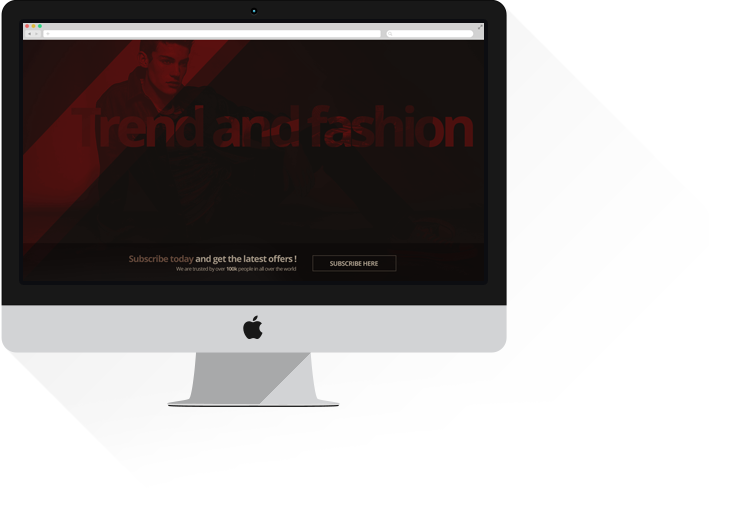 Trend and fashion
Subscribe today and get the latest offers !
We are trusted by over 100k people in all over the world
SUBSCRIBE HERE